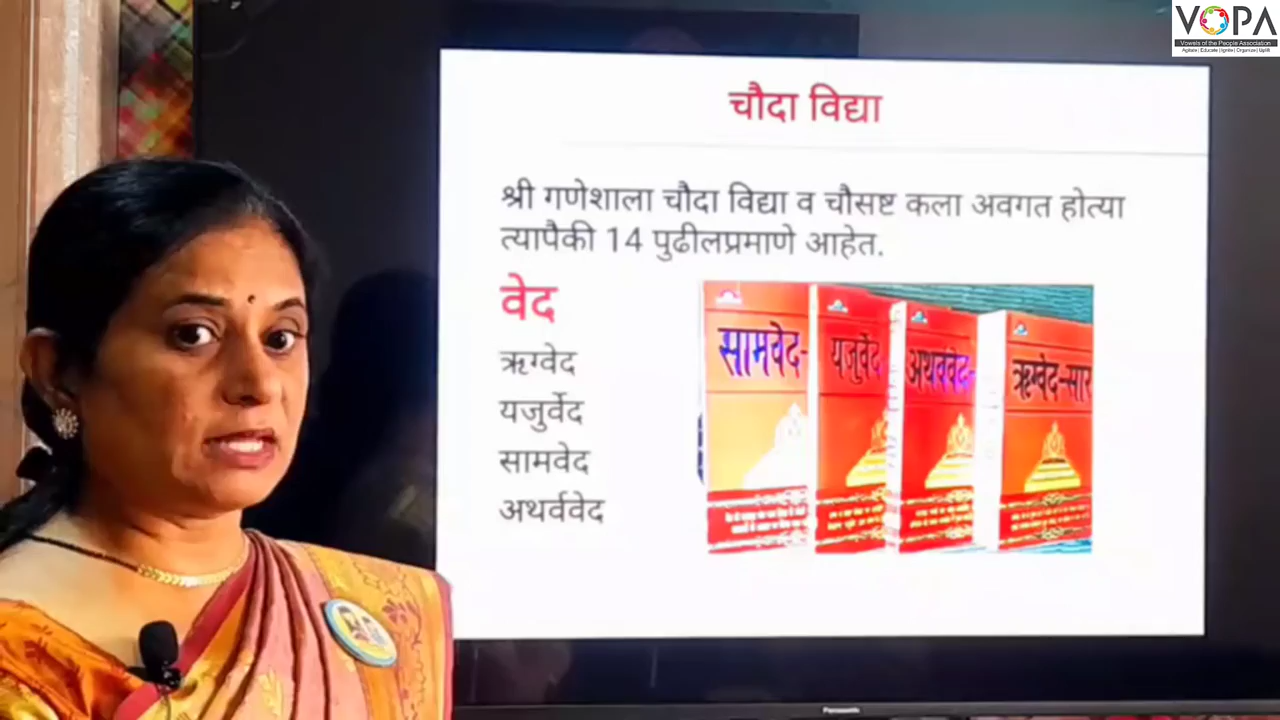 VOPA
Vowels of the People Association
Agitate | Educate | Ignite | Organize | Uplift
चौदा विद्या
श्री गणेशाला चौदा विद्या व चौसष्ट कला अवगत होत्या
त्यापैकी 14 पुढीलप्रमाणे आहेत.
वेद
ऋग्वेद
यजुर्वेद
सामवेद
अथर्ववेद
सामवेद-
यजुर्वेद
अथर्ववेद-
ऋग्वेद-सार
Panasonic